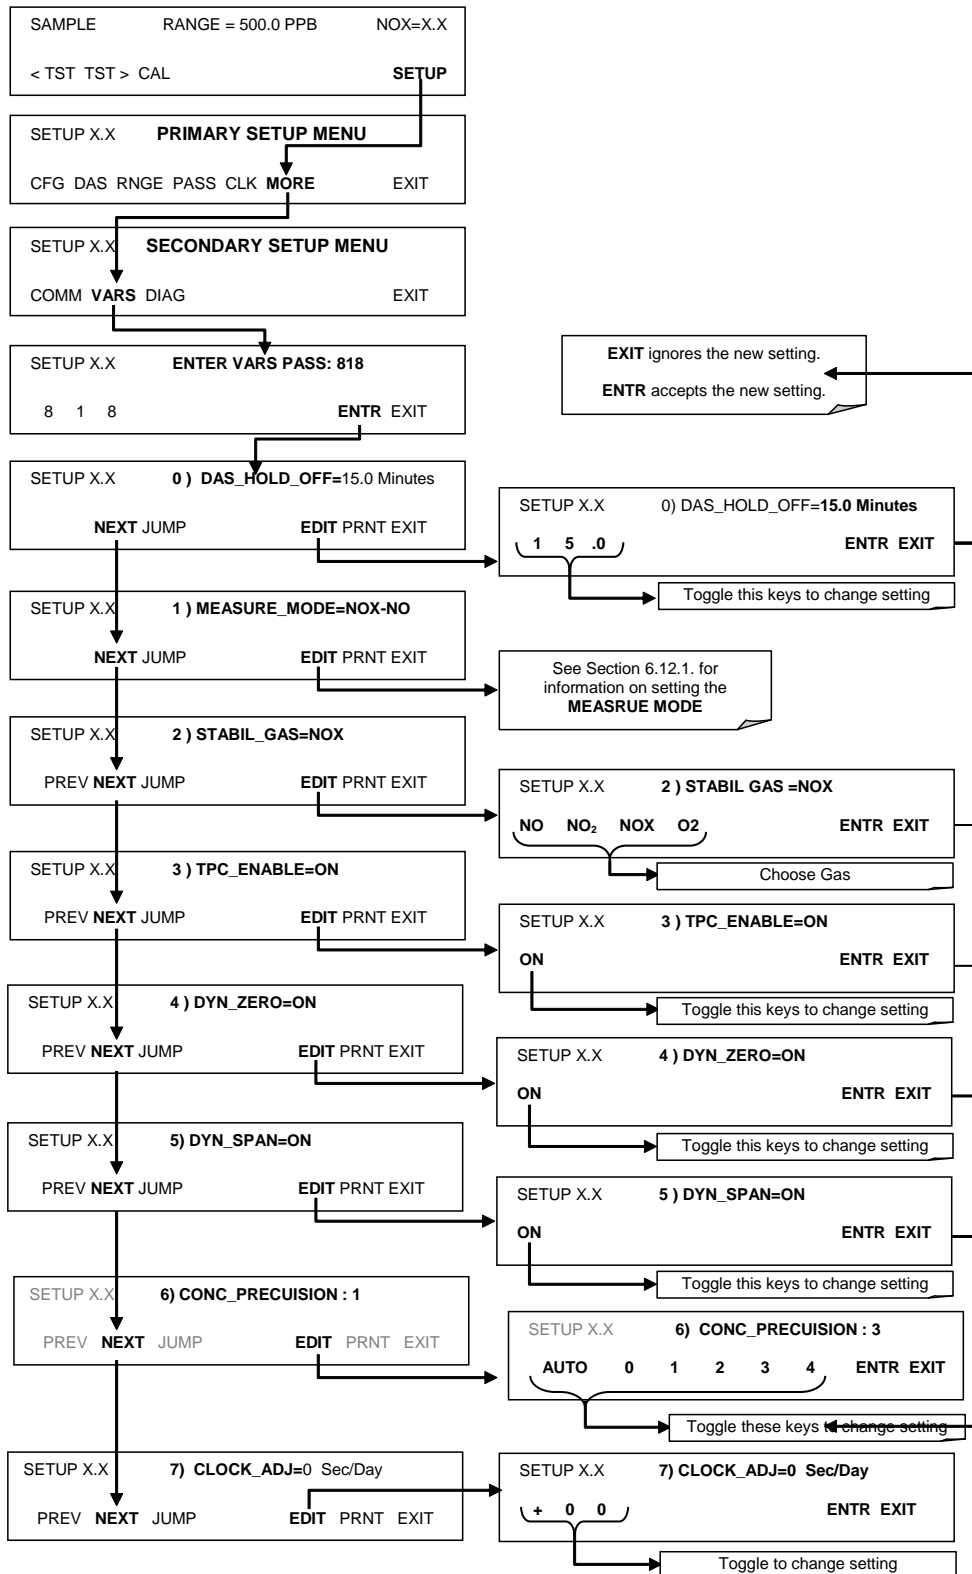 SAMPLE RANGE = 500.0 PPB NOX=X.X
< TST TST > CAL SETUP
SETUP X.X PRIMARY SETUP MENU
CFG DAS RNGE PASS CLK MORE EXIT
SETUP X.X SECONDARY SETUP MENU
COMM VARS DIAG EXIT
SETUP X.X ENTER VARS PASS: 818
8 1 8 ENTR EXIT
EXIT ignores the new setting.
ENTR accepts the new setting.
SETUP X.X 0 ) DAS_HOLD_OFF=15.0 Minutes
NEXT JUMP EDIT PRNT EXIT
SETUP X.X 0) DAS_HOLD_OFF=15.0 Minutes
1 5 .0 ENTR EXIT
Toggle this keys to change setting
SETUP X.X 1 ) MEASURE_MODE=NOX-NO
NEXT JUMP EDIT PRNT EXIT
See Section 6.12.1. for
information on setting the
MEASRUE MODE
SETUP X.X 2 ) STABIL_GAS=NOX
PREV NEXT JUMP EDIT PRNT EXIT
SETUP X.X 2 ) STABIL GAS =NOX
NO NO₂ NOX O2 ENTR EXIT
Choose Gas
SETUP X.X 3 ) TPC_ENABLE=ON
PREV NEXT JUMP EDIT PRNT EXIT
SETUP X.X 3 ) TPC_ENABLE=ON
ON ENTR EXIT
Toggle this keys to change setting
SETUP X.X 4 ) DYN_ZERO=ON
PREV NEXT JUMP EDIT PRNT EXIT
SETUP X.X 4 ) DYN_ZERO=ON
ON ENTR EXIT
Toggle this keys to change setting
SETUP X.X 5) DYN_SPAN=ON
PREV NEXT JUMP EDIT PRNT EXIT
SETUP X.X 5 ) DYN_SPAN=ON
ON ENTR EXIT
Toggle this keys to change setting
SETUP X.X 6) CONC_PRECUISION : 1
PREV NEXT JUMP EDIT PRNT EXIT
SETUP X.X 6) CONC_PRECUISION : 3
AUTO 0 1 2 3 4 ENTR EXIT
Toggle these keys to change setting
SETUP X.X 7) CLOCK_ADJ=0 Sec/Day
PREV NEXT JUMP EDIT PRNT EXIT
SETUP X.X 7) CLOCK_ADJ=0 Sec/Day
+ 0 0 ENTR EXIT
Toggle to change setting